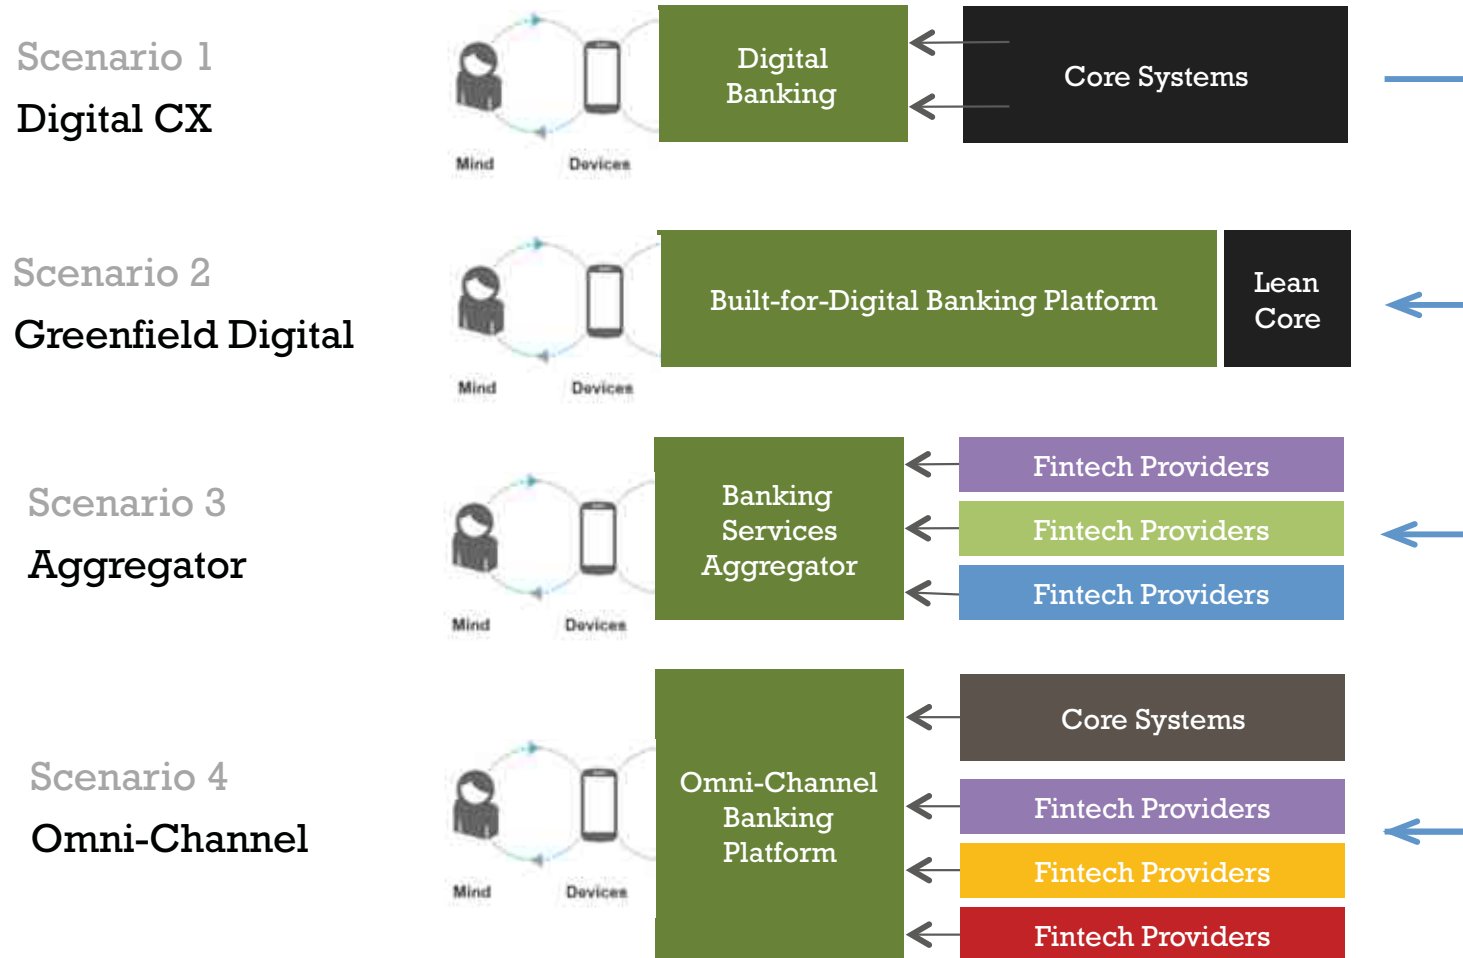 Scenario 1
Digital CX
Mind
Devices
Digital
Banking
Core Systems
Scenario 2
Greenfield Digital
Mind
Devices
Built-for-Digital Banking Platform
Lean
Core
Scenario 3
Aggregator
Mind
Devices
Banking
Services
Aggregator
Fintech Providers
Fintech Providers
Fintech Providers
Scenario 4
Omni-Channel
Mind
Devices
Omni-Channel
Banking
Platform
Core Systems
Fintech Providers
Fintech Providers
Fintech Providers